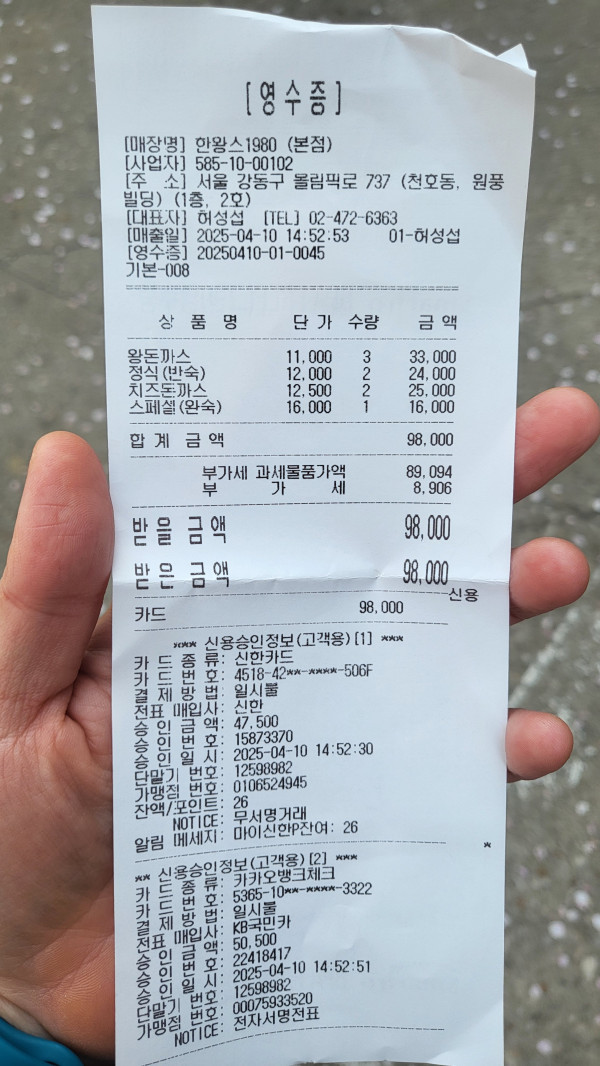 [영수증]
[매장명] 한왕스1980 (본점)
[사업자] 585-10-00102
[주 소] 서울 강동구 올림픽로 737 (천호동, 원풍
빌딩) (1층, 2호)
[대표자] 허성섭 [TEL] 02-472-6363
[매출일] 2025-04-10 14:52:53 01-허성섭
[영수증] 20250410-01-0045
기본-008
상 품 명 단 가 수량 금 액
왕돈까스 11,000 3 33,000
정식(반숙) 12,000 2 24,000
치즈돈까스 12,500 2 25,000
스페셜(완숙) 16,000 1 16,000
합 계 금 액 98,000
부가세 과세물품가액 89,094
부 가 세 8,906
받을 금액 98,000
받은 금액 98,000
신용
카드 98,000
*** 신용승인정보(고객용)[1] ***
카 드 종 류: 신한카드
카 드 번 호: 4518-42**-****-506F
결 제 방 법: 일시불
전표 매입사: 신한
승 인 금 액: 47,500
승 인 번 호: 15873370
승 인 일 시: 2025-04-10 14:52:30
단말기 번호: 12598982
가맹점 번호: 0106524945
잔액/포인트: 26
NOTICE: 무서명거래
알림 메세지: 마이신한P잔여: 26
*
** 신용승인정보(고객용)[2] ***
카 드 종 류: 카카오뱅크체크
카 드 번 호: 5365-10**-****-3322
결 제 방 법: 일시불
전표 매입사: KB국민카
승 인 금 액: 50,500
승 인 번 호: 22418417
승 인 일 시: 2025-04-10 14:52:51
단말기 번호: 12598982
가맹점 번호: 00075933520
NOTICE: 전자서명전표